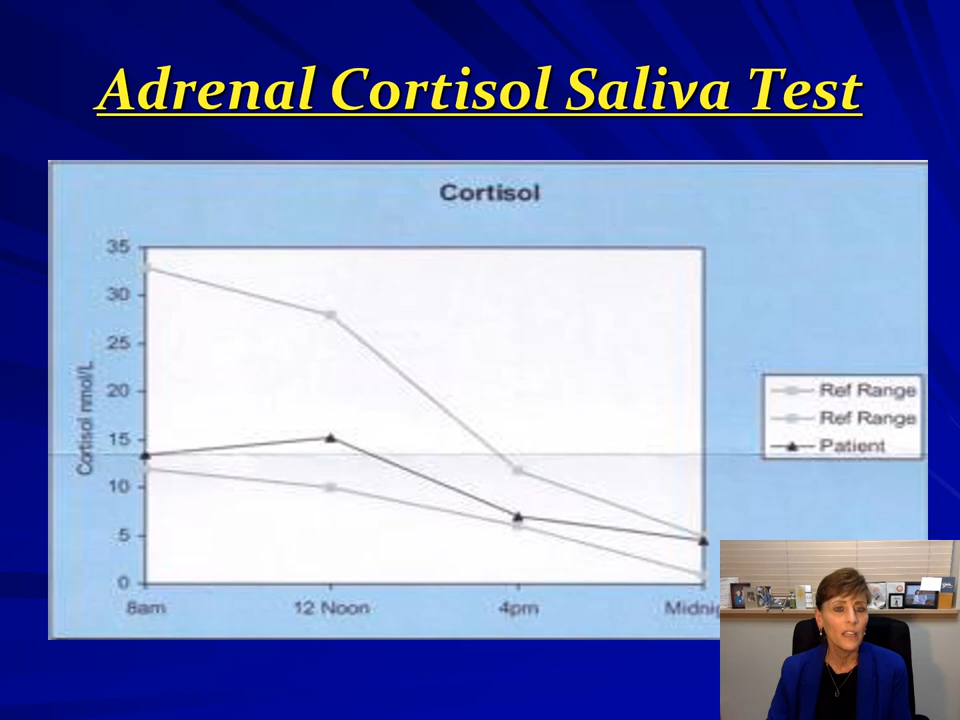 Adrenal Cortisol Saliva Test
Cortisol
35
30
25
20
15
10
5
0
Cortisol nmol/L
8am
12 Noon
4pm
Midni
Ref Range
Ref Range
Patient